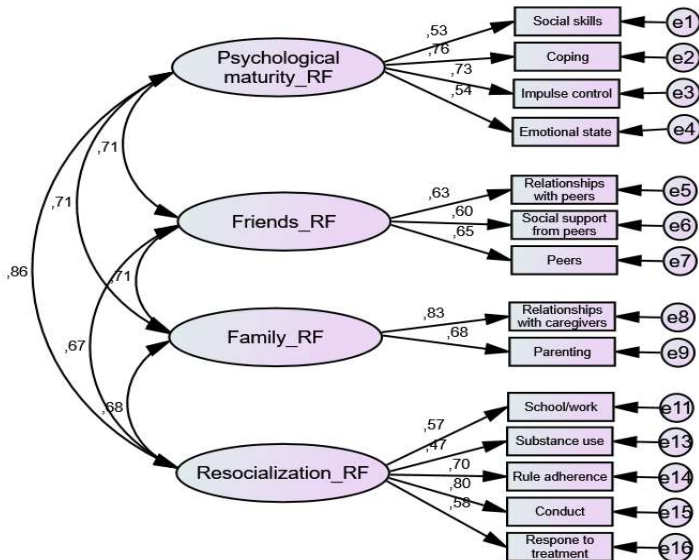 Social skills
e1
,53
Psychological
maturity_RF
,76
Coping
e2
,73
Impulse control
e3
,54
Emotional state
e4
,71
,71
Relationships
with peers
e5
,63
Friends_RF
,60
Social support
from peers
e6
,65
Peers
e7
,86
,71
,83
Relationships
with caregivers
e8
Family_RF
,67
,68
Parenting
e9
,68
School/work
e11
,57
,47
Substance use
e13
Resocialization_RF
,70
Rule adherence
e14
,80
Conduct
e15
,58
Respone to
treatment
e16